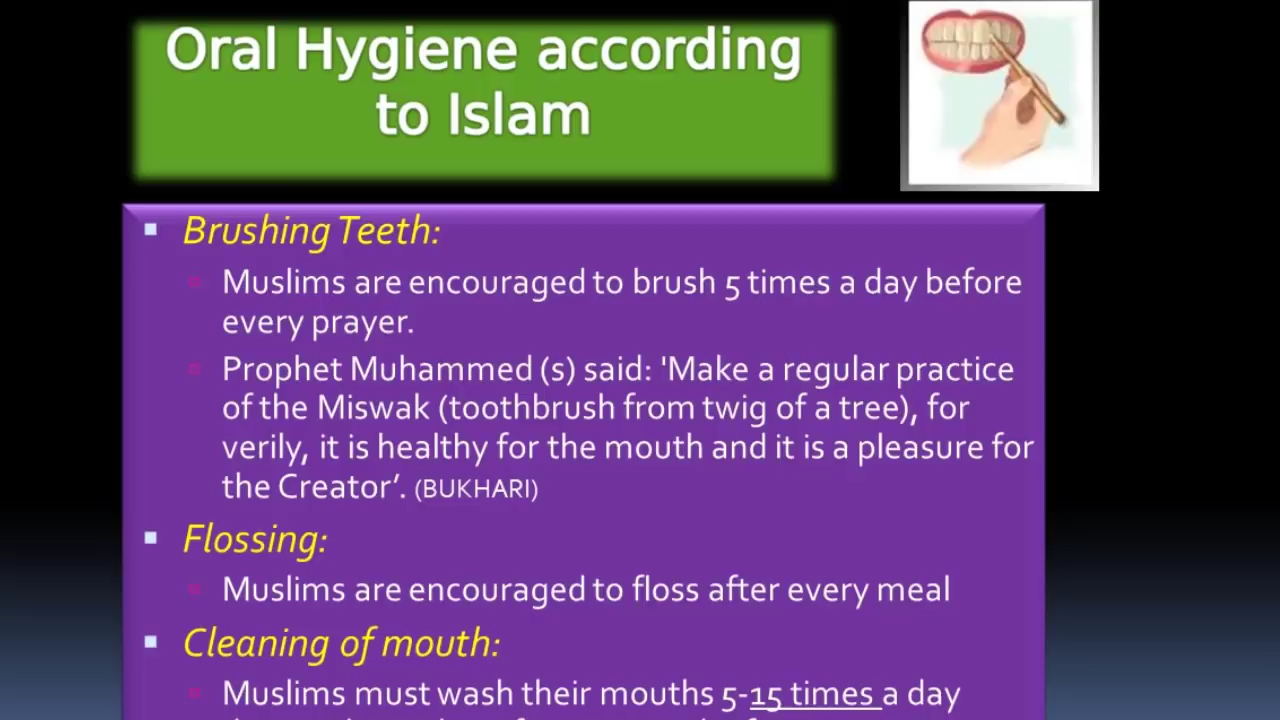 Oral Hygiene according
to Islam
Brushing Teeth:
Muslims are encouraged to brush 5 times a day before
every prayer.
Prophet Muhammed (s) said: 'Make a regular practice
of the Miswak (toothbrush from twig of a tree), for
verily, it is healthy for the mouth and it is a pleasure for
the Creator’. (BUKHARI)
Flossing:
Muslims are encouraged to floss after every meal
Cleaning of mouth:
Muslims must wash their mouths 5-15 times a day